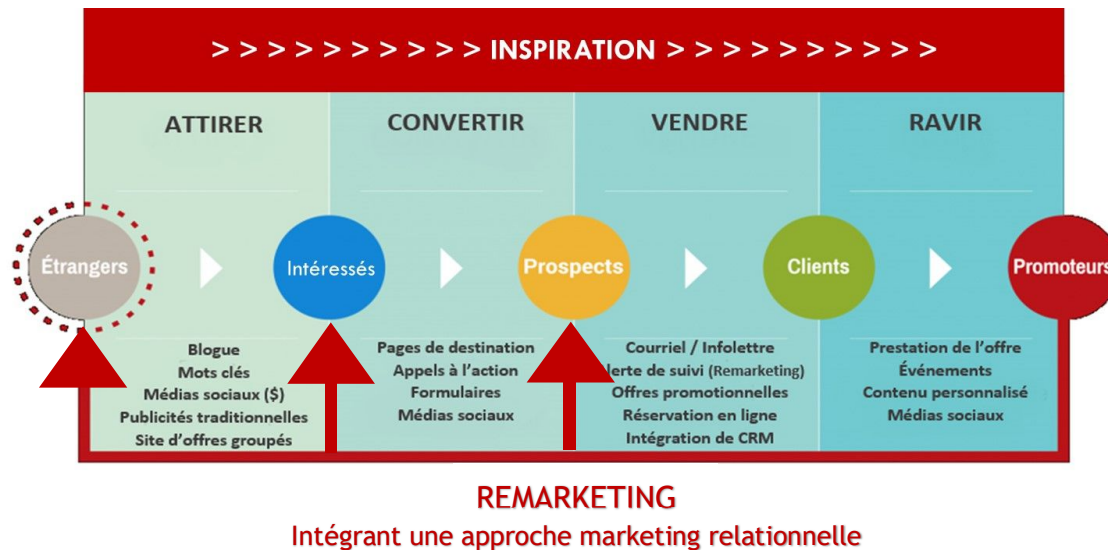 > > > > > > > > > > INSPIRATION > > > > > > > > > >
ATTIRER
CONVERTIR
VENDRE
RAVIR
Étrangers
Intéressés
Prospects
Clients
Promoteurs
Blogue
Mots clés
Médias sociaux ($)
Publicités traditionnelles
Site d'offres groupés
Pages de destination
Appels à l'action
Formulaires
Médias sociaux
Courriel / Infolettre
lerte de suivi (Remarketing)
Offres promotionnelles
Réservation en ligne
Intégration de CRM
Prestation de l'offre
Événements
Contenu personnalisé
Médias sociaux
REMARKETING
Intégrant une approche marketing relationnelle